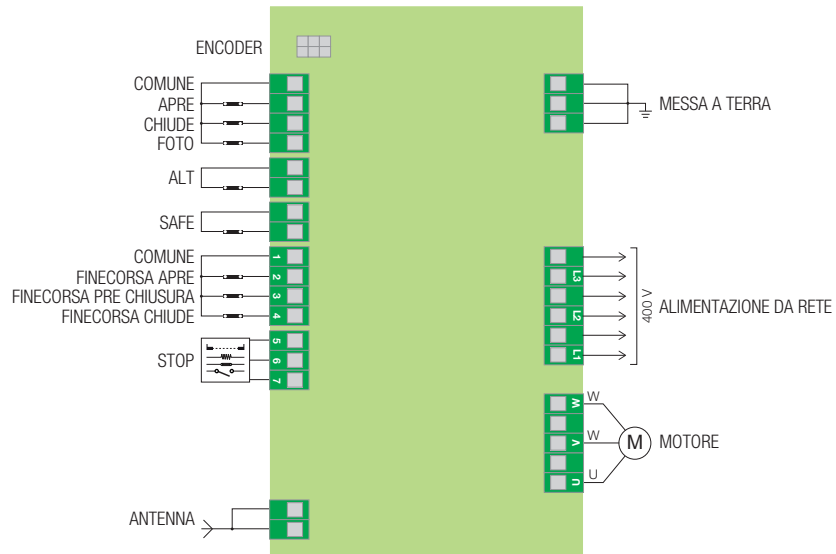 ENCODER
COMUNE
APRE
CHIUDE
FOTO
ALT
SAFE
COMUNE 1
FINECORSA APRE 2
FINECORSA PRE CHIUSURA 3
FINECORSA CHIUDE 4
STOP 5
6
7
ANTENNA
MESSA A TERRA
L3
L2
L1
400 V
ALIMENTAZIONE DA RETE
W W
V W
U U
M
MOTORE